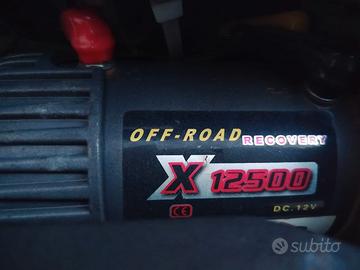 OFF-ROAD RECOVERY
X 12500
CE DC.12V
subito